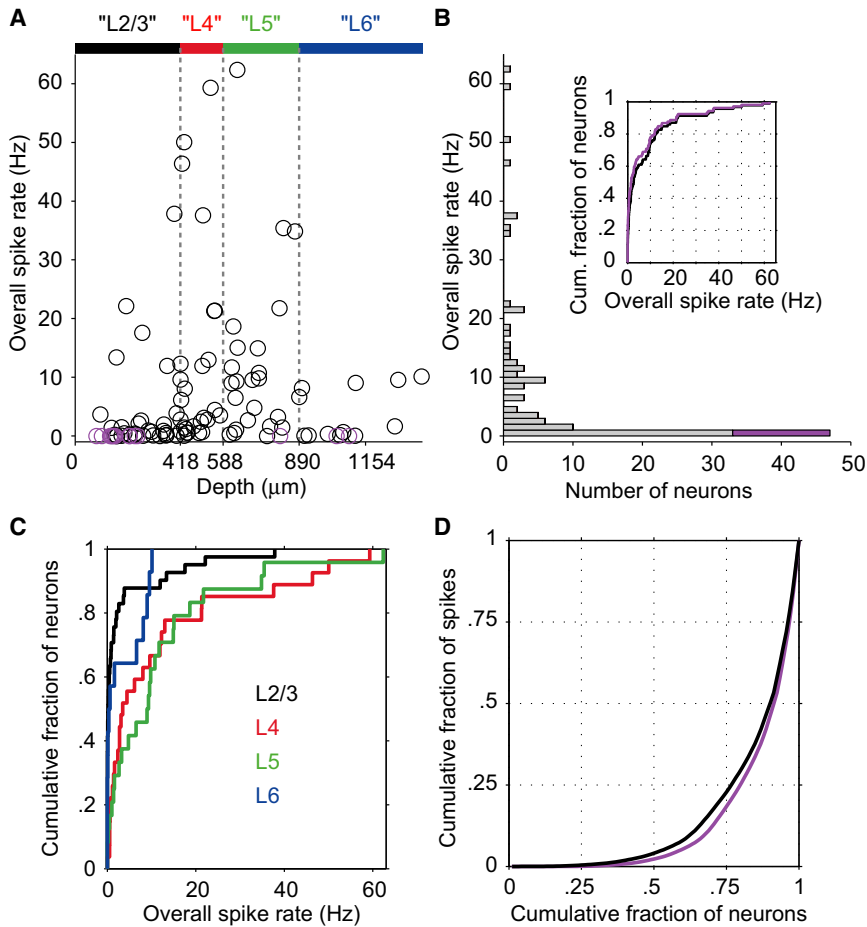 A
"L2/3" "L4" "L5" "L6"
Overall spike rate (Hz)
60
50
40
30
20
10
0
0 418 588 890 1154
Depth (μm)
B
Overall spike rate (Hz)
60
50
40
30
20
10
0
0 10 20 30 40 50
Number of neurons
Cum. fraction of neurons
1
.8
.6
.4
.2
0
0 20 40 60
Overall spike rate (Hz)
C
Cumulative fraction of neurons
1
.8
.6
.4
.2
0
0 20 40 60
Overall spike rate (Hz)
L2/3
L4
L5
L6
D
Cumulative fraction of spikes
1
.75
.5
.25
0
0 .25 .5 .75 1
Cumulative fraction of neurons